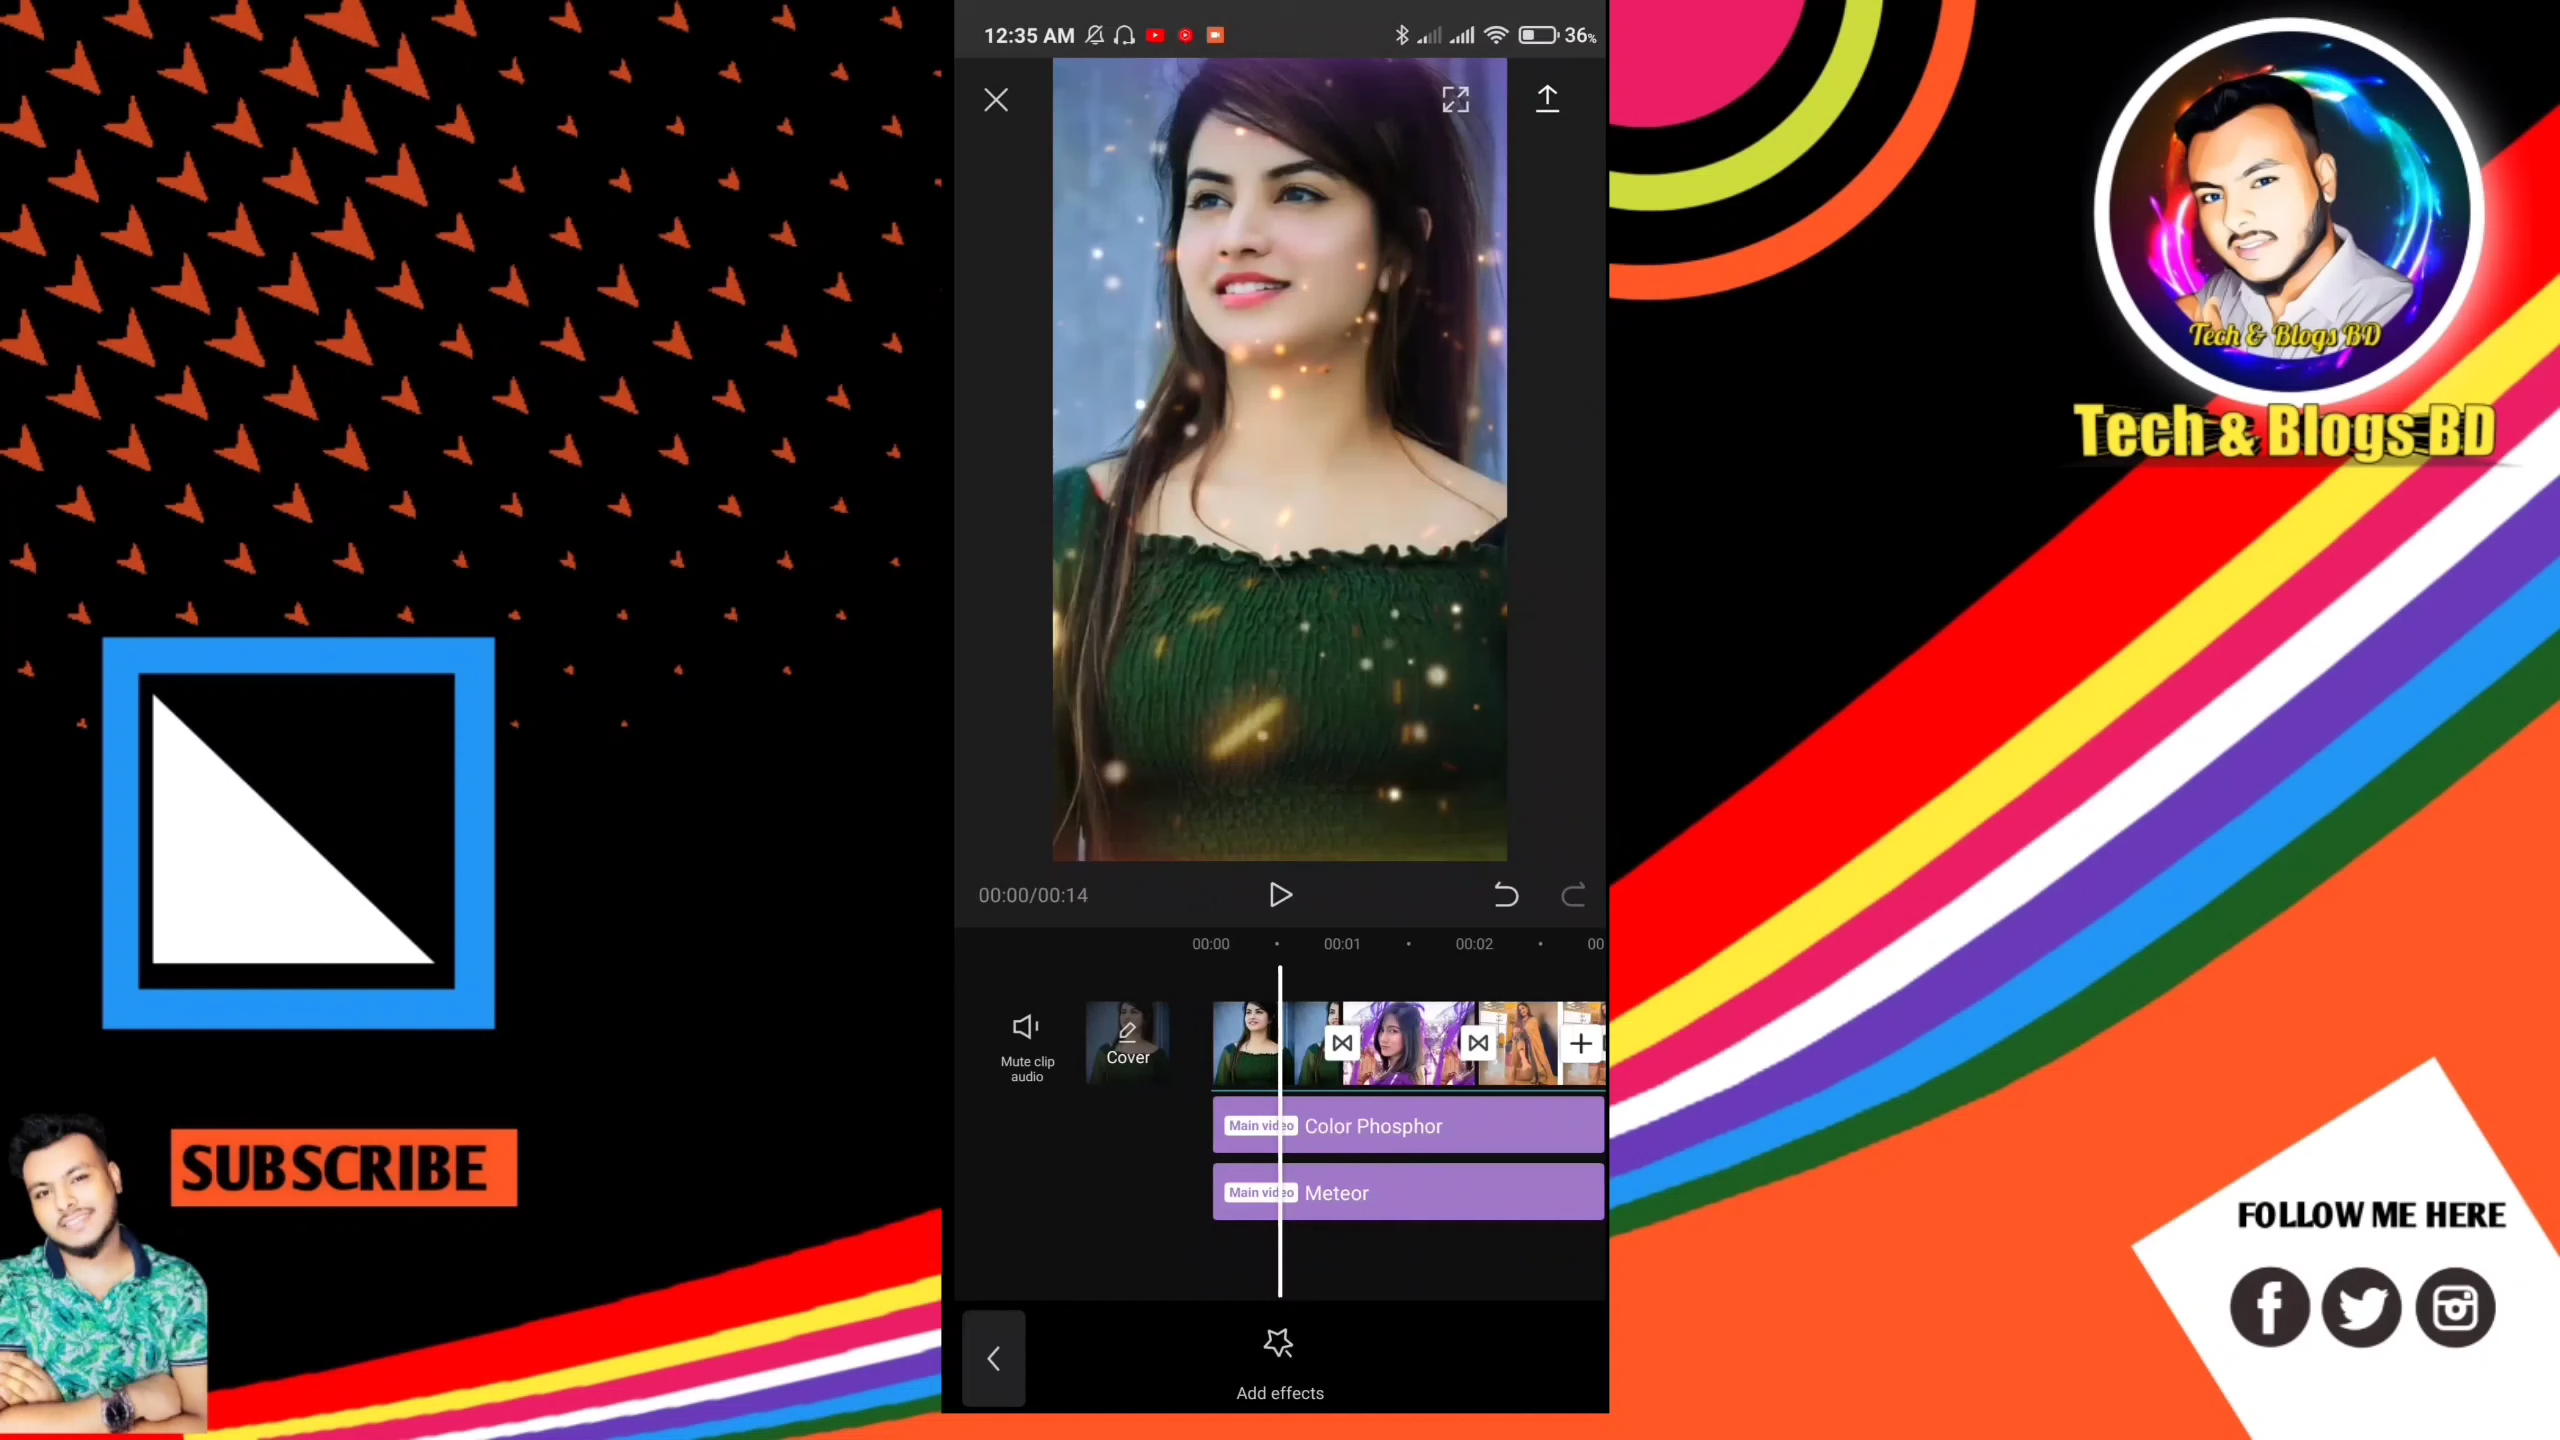 12:35 AM
36%
Tech & Blogs BD
Tech & Blogs BD
00:00/00:14
00:00
00:01
00:02
00
Mute clip
audio
Cover
Main video Color Phosphor
Main video Meteor
Add effects
SUBSCRIBE
FOLLOW ME HERE